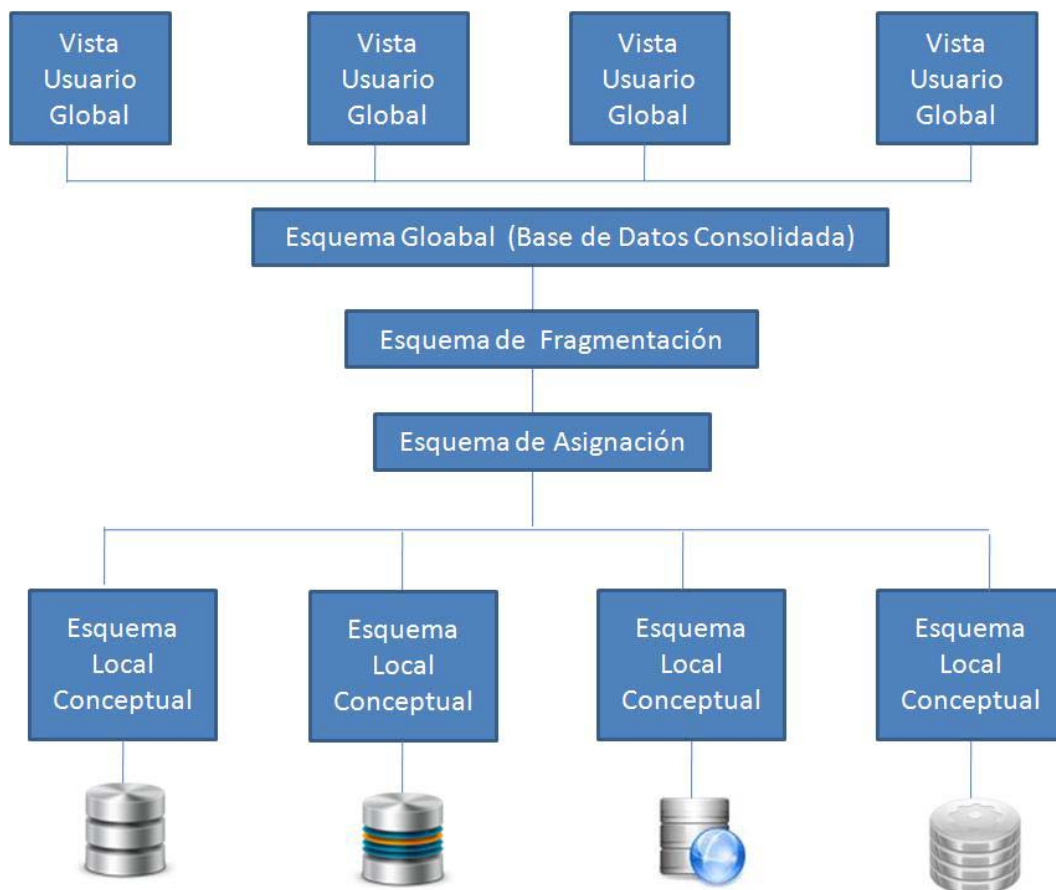 Vista
Usuario
Global
Vista
Usuario
Global
Vista
Usuario
Global
Vista
Usuario
Global
Esquema Gloabal (Base de Datos Consolidada)
Esquema de Fragmentación
Esquema de Asignación
Esquema
Local
Conceptual
Esquema
Local
Conceptual
Esquema
Local
Conceptual
Esquema
Local
Conceptual